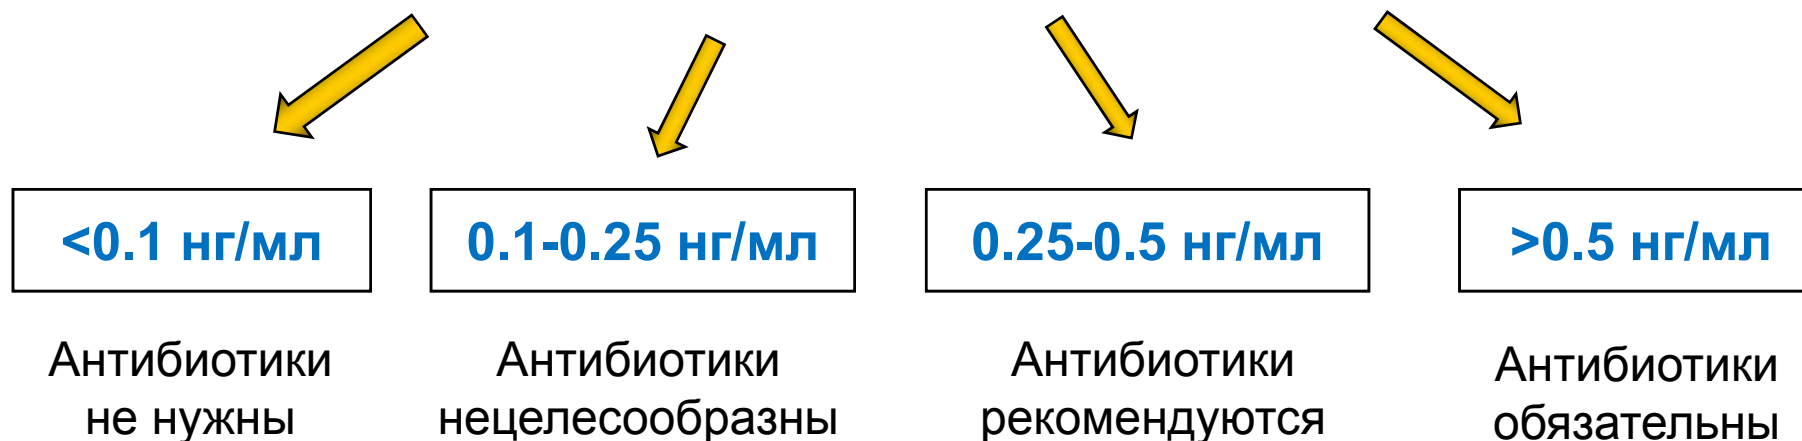 <0.1 нг/мл
0.1-0.25 нг/мл
0.25-0.5 нг/мл
>0.5 нг/мл
Антибиотики
не нужны
Антибиотики
нецелесообразны
Антибиотики
рекомендуются
Антибиотики
обязательны